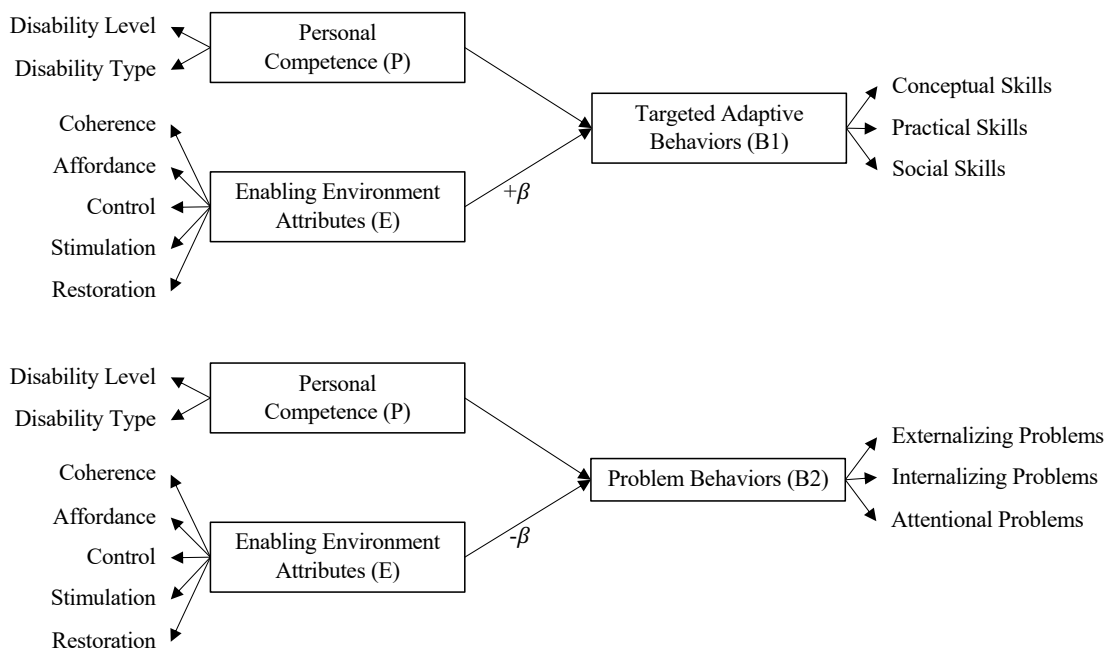 Disability Level
Disability Type
Personal
Competence (P)
Coherence
Affordance
Control
Stimulation
Restoration
Enabling Environment
Attributes (E)
+β
Targeted Adaptive
Behaviors (B1)
Conceptual Skills
Practical Skills
Social Skills
Disability Level
Disability Type
Personal
Competence (P)
Coherence
Affordance
Control
Stimulation
Restoration
Enabling Environment
Attributes (E)
-β
Problem Behaviors (B2)
Externalizing Problems
Internalizing Problems
Attentional Problems